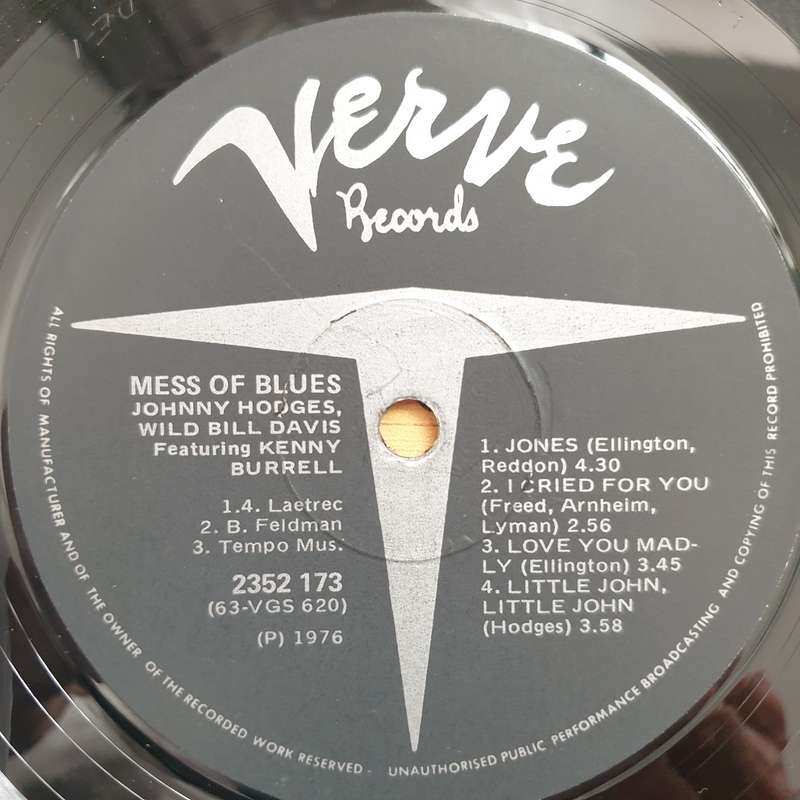 Verve
Records
MESS OF BLUES
JOHNNY HODGES,
WILD BILL DAVIS
Featuring KENNY
BURRELL
1.4. Laetrec
2. B. Feldman
3. Tempo Mus.
2352 173
(63-VGS 620)
(P) 1976
1. JONES (Ellington,
Reddon) 4.30
2. I CRIED FOR YOU
(Freed, Arnheim,
Lyman) 2.56
3. LOVE YOU MAD-
LY (Ellington) 3.45
4. LITTLE JOHN,
LITTLE JOHN
(Hodges) 3.58
ALL RIGHTS OF MANUFACTURER AND OF THE OWNER OF THE RECORDED WORK RESERVED - UNAUTHORISED PUBLIC PERFORMANCE BROADCASTING AND COPYING OF THIS RECORD PROHIBITED